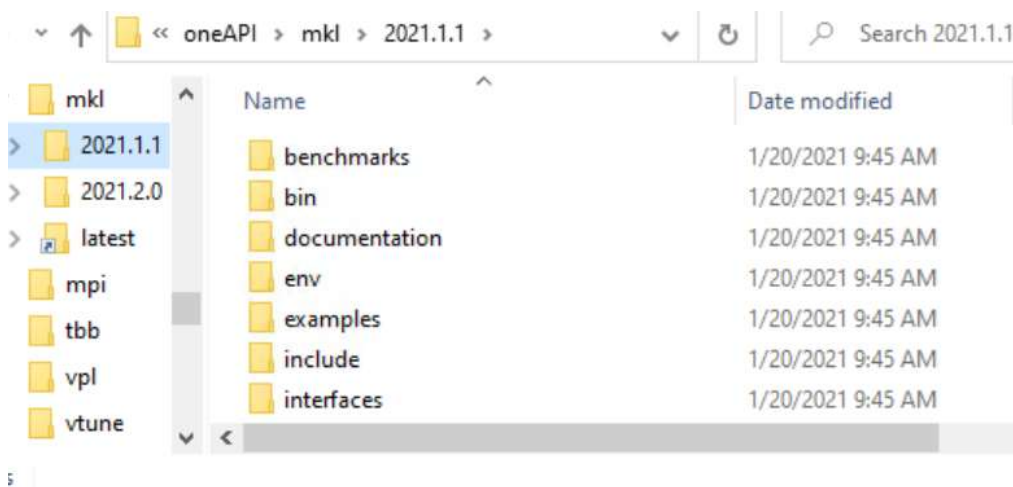 « oneAPI > mkl > 2021.1.1 >
Search 2021.1.1
mkl
2021.1.1
2021.2.0
latest
mpi
tbb
vpl
vtune
Name Date modified
benchmarks 1/20/2021 9:45 AM
bin 1/20/2021 9:45 AM
documentation 1/20/2021 9:45 AM
env 1/20/2021 9:45 AM
examples 1/20/2021 9:45 AM
include 1/20/2021 9:45 AM
interfaces 1/20/2021 9:45 AM